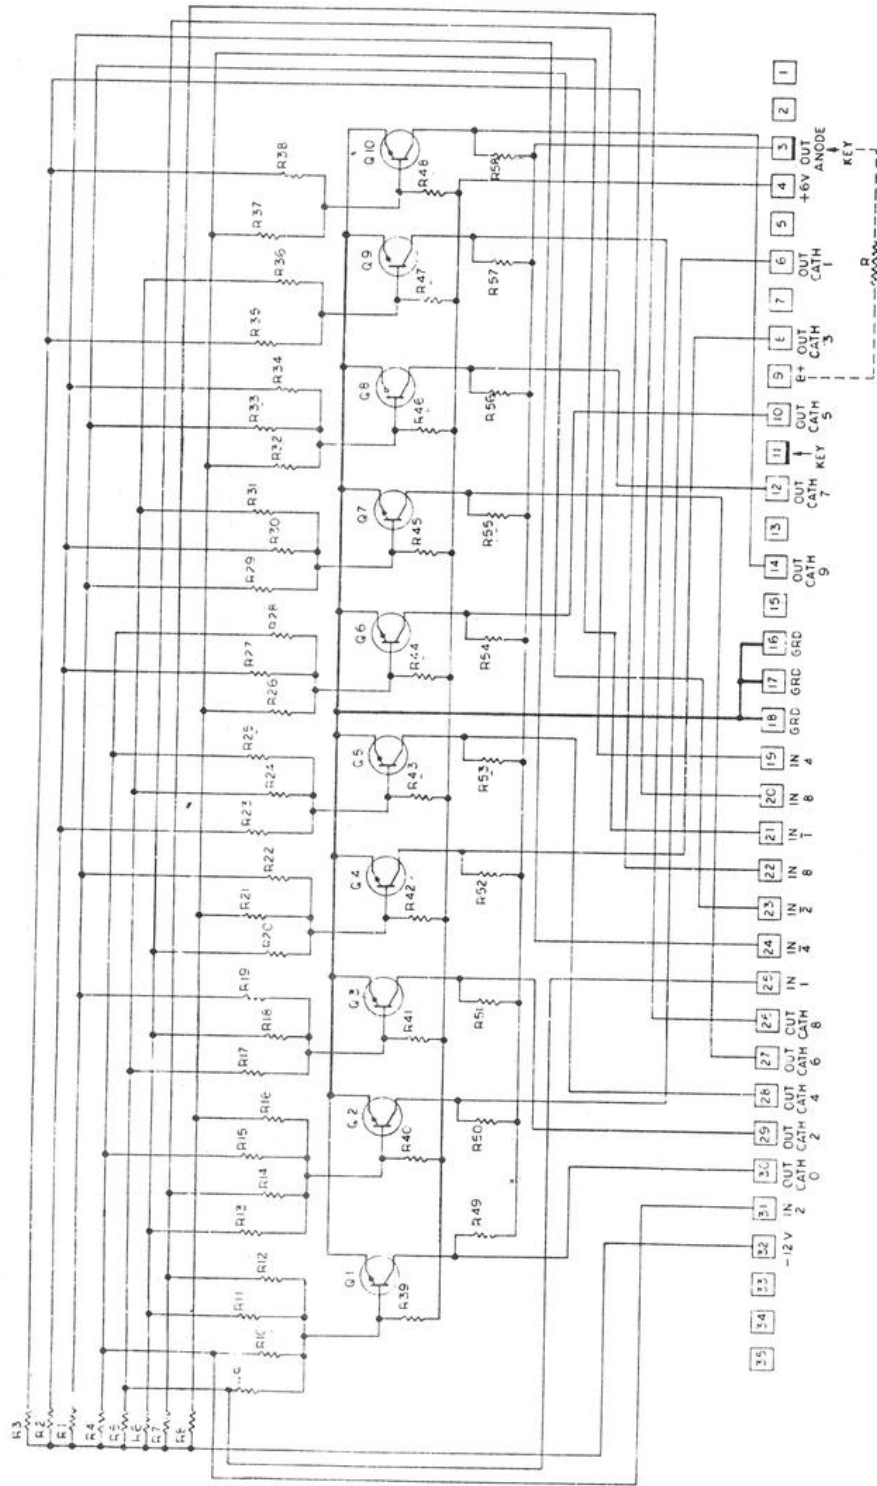 R3
R2
R1
R4
R5
R6
R7
R8
R9
R10
R11
R12
R13
R14
R15
R16
R17
R18
R19
R20
R21
R22
R23
R24
R25
R26
R27
R28
R29
R30
R31
R32
R33
R34
R35
R36
R37
R38
Q1
Q2
Q3
Q4
Q5
Q6
Q7
Q8
Q9
Q10
R39
R40
R41
R42
R43
R44
R45
R46
R47
R48
R49
R50
R51
R52
R53
R54
R55
R56
R57
R58
35
34
33
32
-12V
31
IN
2
30
OUT
CATH
0
29
OUT
CATH
2
28
OUT
CATH
4
27
OUT
CATH
6
26
OUT
CATH
8
25
IN
1
24
IN
4̅
23
IN
2̅
22
IN
8
21
IN
1̅
20
IN
8
19
IN
4
18
GRD
17
GRD
16
GRD
15
14
OUT
CATH
9
13
12
OUT
CATH
7
11
KEY
10
OUT
CATH
5
9
B+
8
OUT
CATH
3
7
6
OUT
CATH
1
5
4
+6V
3
OUT
ANODE
KEY
2
1
R